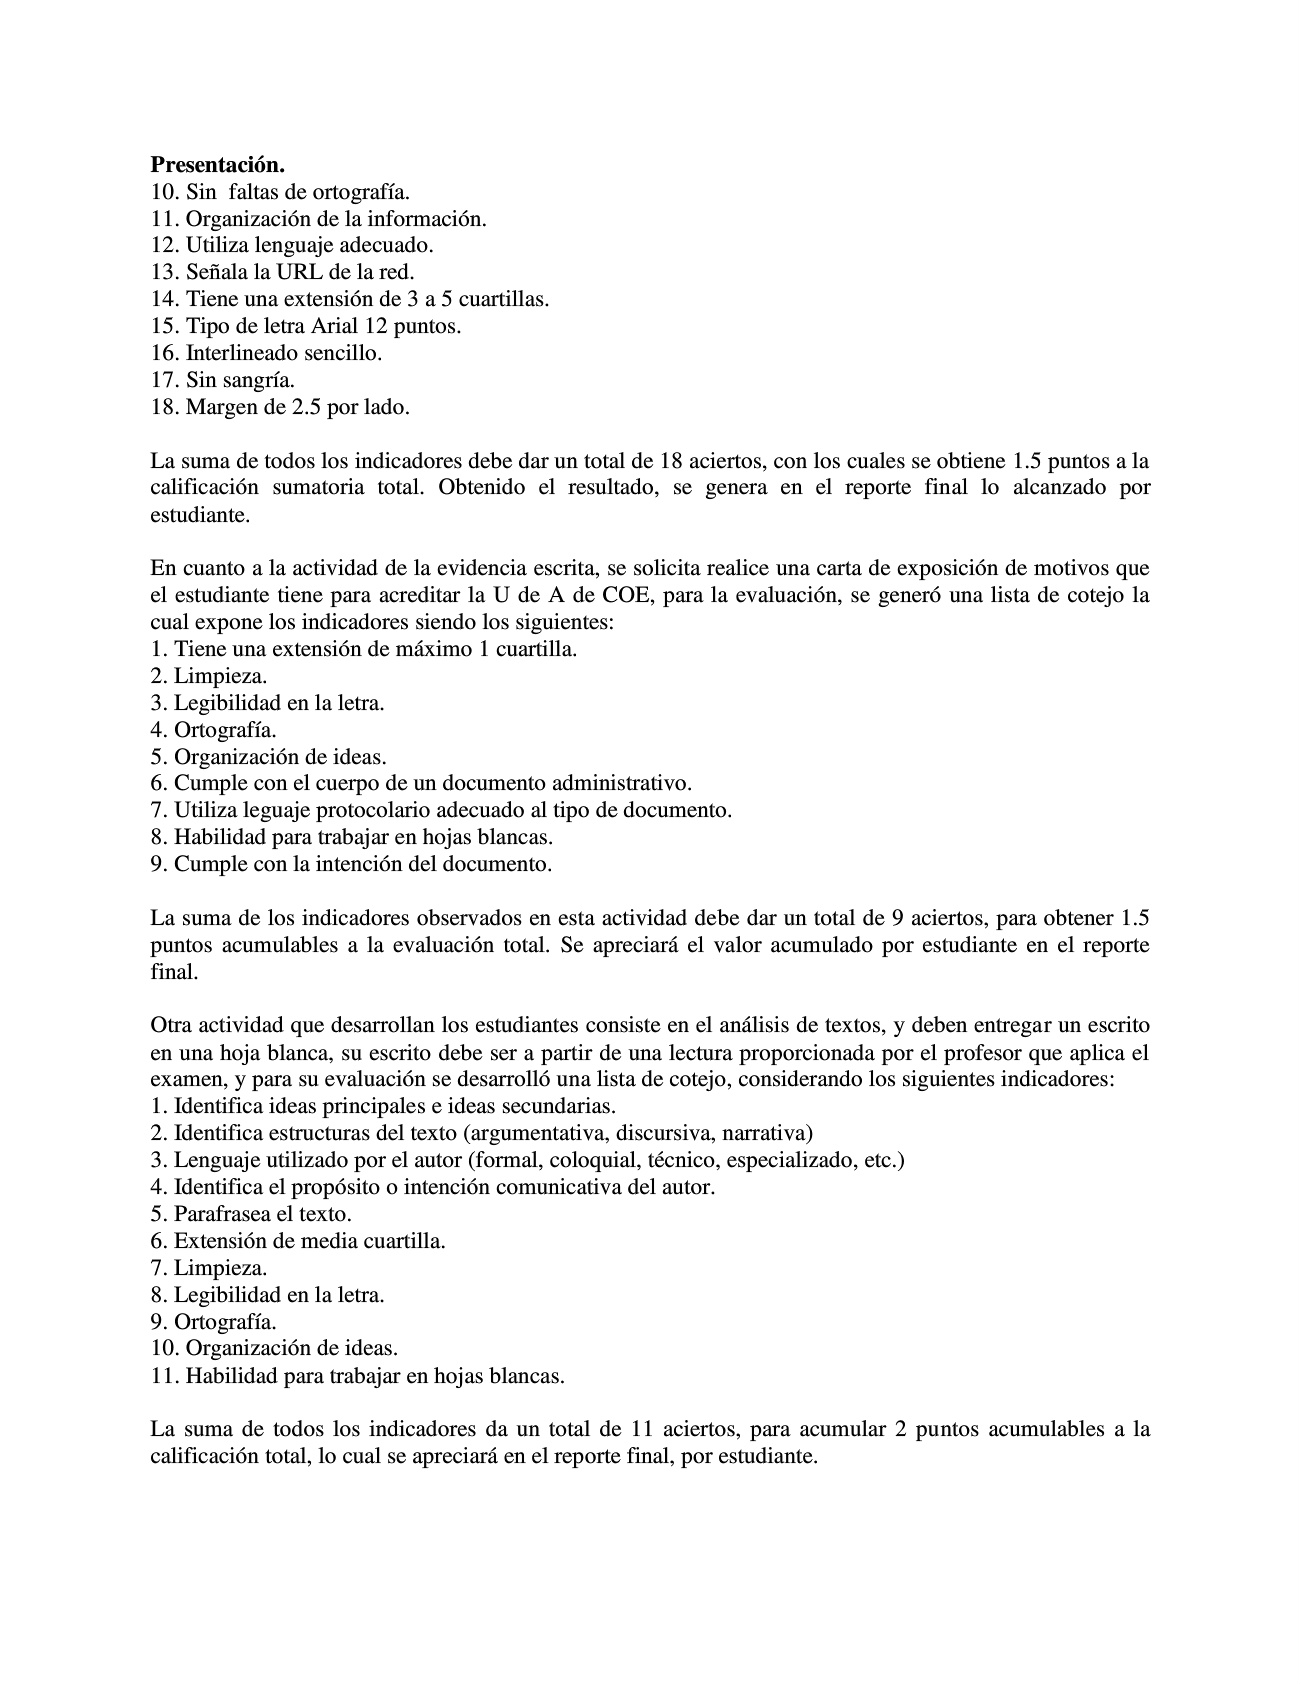 Presentación.
10. Sin  faltas de ortografía.
11. Organización de la información.
12. Utiliza lenguaje adecuado.
13. Señala la URL de la red.
14. Tiene una extensión de 3 a 5 cuartillas.
15. Tipo de letra Arial 12 puntos.
16. Interlineado sencillo.
17. Sin sangría.
18. Margen de 2.5 por lado.
La suma de todos los indicadores debe dar un total de 18 aciertos, con los cuales se obtiene 1.5 puntos a la
calificación sumatoria total. Obtenido el resultado, se genera en el reporte final lo alcanzado por
estudiante.
En cuanto a la actividad de la evidencia escrita, se solicita realice una carta de exposición de motivos que
el estudiante tiene para acreditar la U de A de COE, para la evaluación, se generó una lista de cotejo la
cual expone los indicadores siendo los siguientes:
1. Tiene una extensión de máximo 1 cuartilla.
2. Limpieza.
3. Legibilidad en la letra.
4. Ortografía.
5. Organización de ideas.
6. Cumple con el cuerpo de un documento administrativo.
7. Utiliza leguaje protocolario adecuado al tipo de documento.
8. Habilidad para trabajar en hojas blancas.
9. Cumple con la intención del documento.
La suma de los indicadores observados en esta actividad debe dar un total de 9 aciertos, para obtener 1.5
puntos acumulables a la evaluación total. Se apreciará el valor acumulado por estudiante en el reporte
final.
Otra actividad que desarrollan los estudiantes consiste en el análisis de textos, y deben entregar un escrito
en una hoja blanca, su escrito debe ser a partir de una lectura proporcionada por el profesor que aplica el
examen, y para su evaluación se desarrolló una lista de cotejo, considerando los siguientes indicadores:
1. Identifica ideas principales e ideas secundarias.
2. Identifica estructuras del texto (argumentativa, discursiva, narrativa)
3. Lenguaje utilizado por el autor (formal, coloquial, técnico, especializado, etc.)
4. Identifica el propósito o intención comunicativa del autor.
5. Parafrasea el texto.
6. Extensión de media cuartilla.
7. Limpieza.
8. Legibilidad en la letra.
9. Ortografía.
10. Organización de ideas.
11. Habilidad para trabajar en hojas blancas.
La suma de todos los indicadores da un total de 11 aciertos, para acumular 2 puntos acumulables a la
calificación total, lo cual se apreciará en el reporte final, por estudiante.